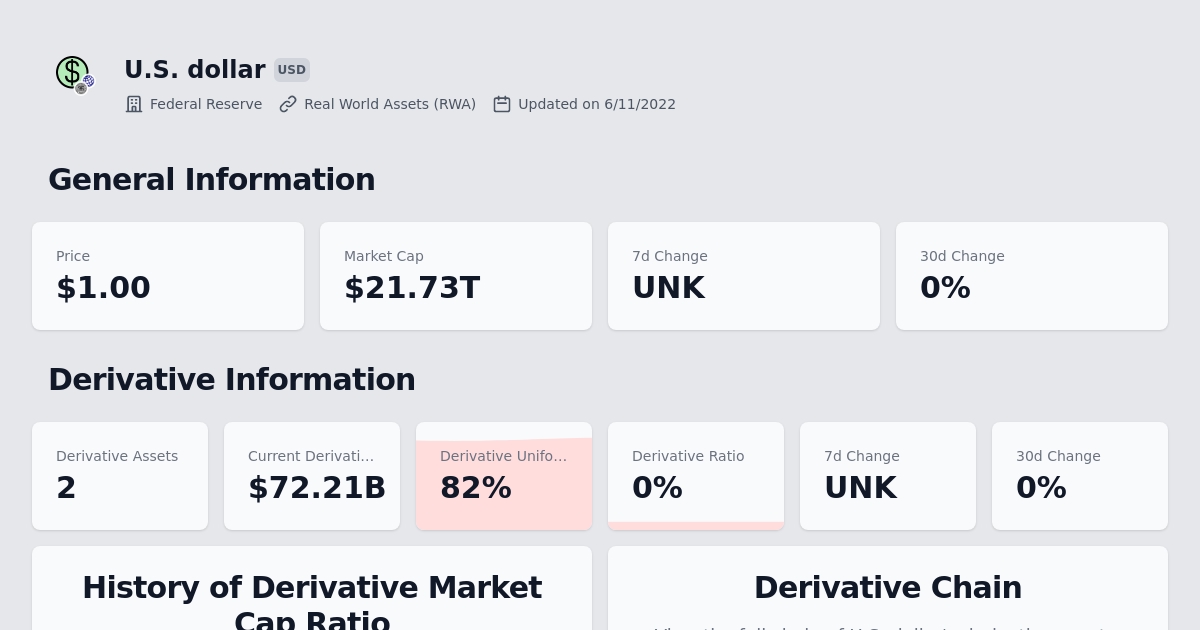 U.S. dollar USD
Federal Reserve Real World Assets (RWA) Updated on 6/11/2022
General Information
Price
$1.00
Market Cap
$21.73T
7d Change
UNK
30d Change
0%
Derivative Information
Derivative Assets
2
Current Derivati...
$72.21B
Derivative Unifo...
82%
Derivative Ratio
0%
7d Change
UNK
30d Change
0%
History of Derivative Market
Cap Ratio
Derivative Chain